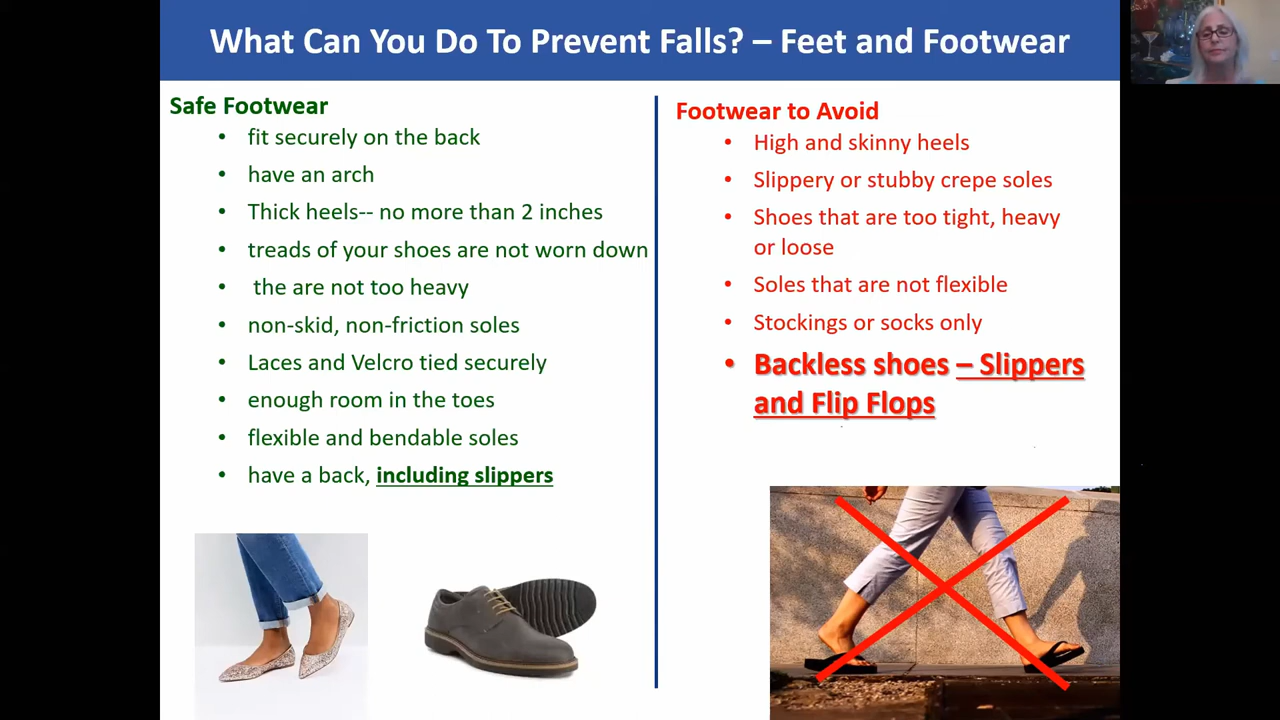 What Can You Do To Prevent Falls? – Feet and Footwear
Safe Footwear
• fit securely on the back
• have an arch
• Thick heels-- no more than 2 inches
• treads of your shoes are not worn down
• the are not too heavy
• non-skid, non-friction soles
• Laces and Velcro tied securely
• enough room in the toes
• flexible and bendable soles
• have a back, including slippers
Footwear to Avoid
• High and skinny heels
• Slippery or stubby crepe soles
• Shoes that are too tight, heavy
or loose
• Soles that are not flexible
• Stockings or socks only
• Backless shoes – Slippers
and Flip Flops